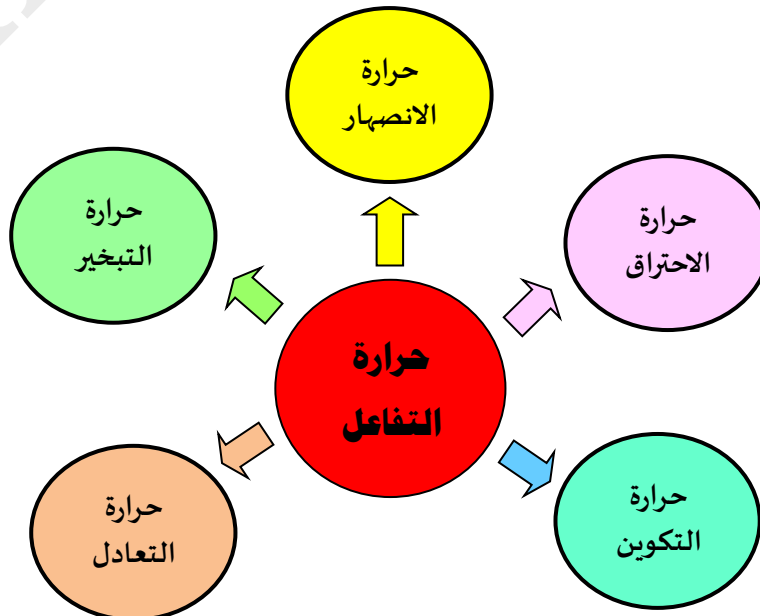 حرارة
الانصهار
حرارة
الاحتراق
حرارة
التبخير
حرارة
التفاعل
حرارة
التكوين
حرارة
التعادل